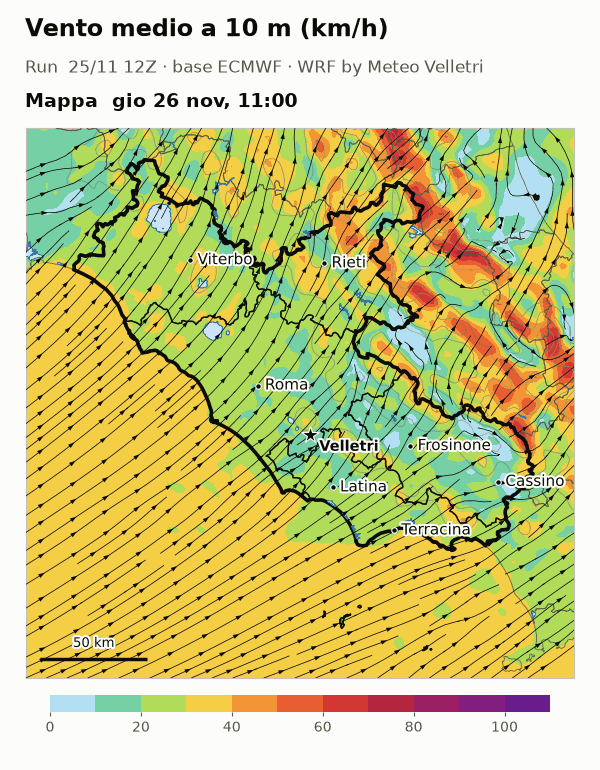 Vento medio a 10 m (km/h)
Run 25/11 12Z · base ECMWF · WRF by Meteo Velletri
Mappa gio 26 nov, 11:00
Viterbo
Rieti
Roma
Velletri
Frosinone
Cassino
Latina
Terracina
50 km
0 20 40 60 80 100